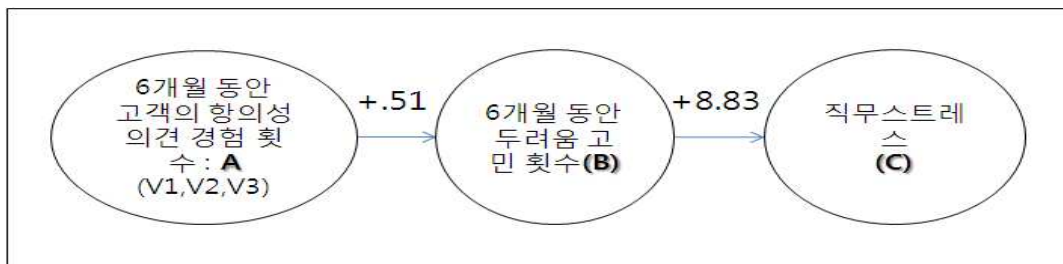 6개월 동안
고객의 항의성
의견 경험 횟
수 : A
(V1,V2,V3)
+.51
6개월 동안
두려움 고
민 횟수(B)
+8.83
직무스트레
스
(C)